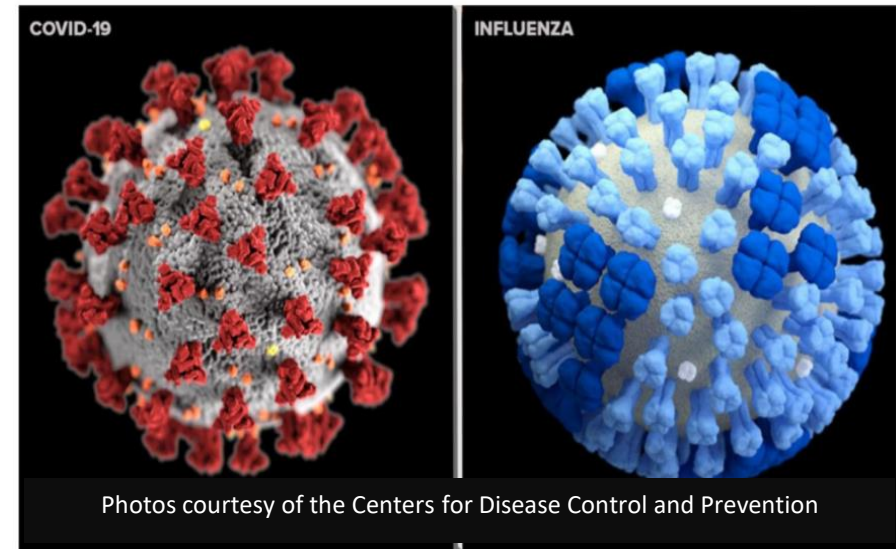 COVID-19
INFLUENZA
Photos courtesy of the Centers for Disease Control and Prevention